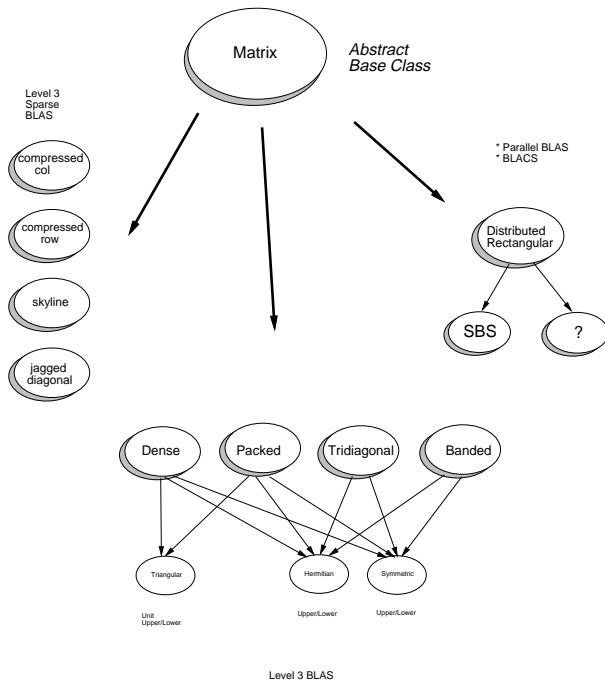 Matrix
Abstract
Base Class
Level 3
Sparse
BLAS
compressed
col
compressed
row
skyline
jagged
diagonal
* Parallel BLAS
* BLACS
Distributed
Rectangular
SBS
?
Dense
Packed
Tridiagonal
Banded
Triangular
Hermitian
Symmetric
Unit
Upper/Lower
Upper/Lower
Upper/Lower
Level 3 BLAS